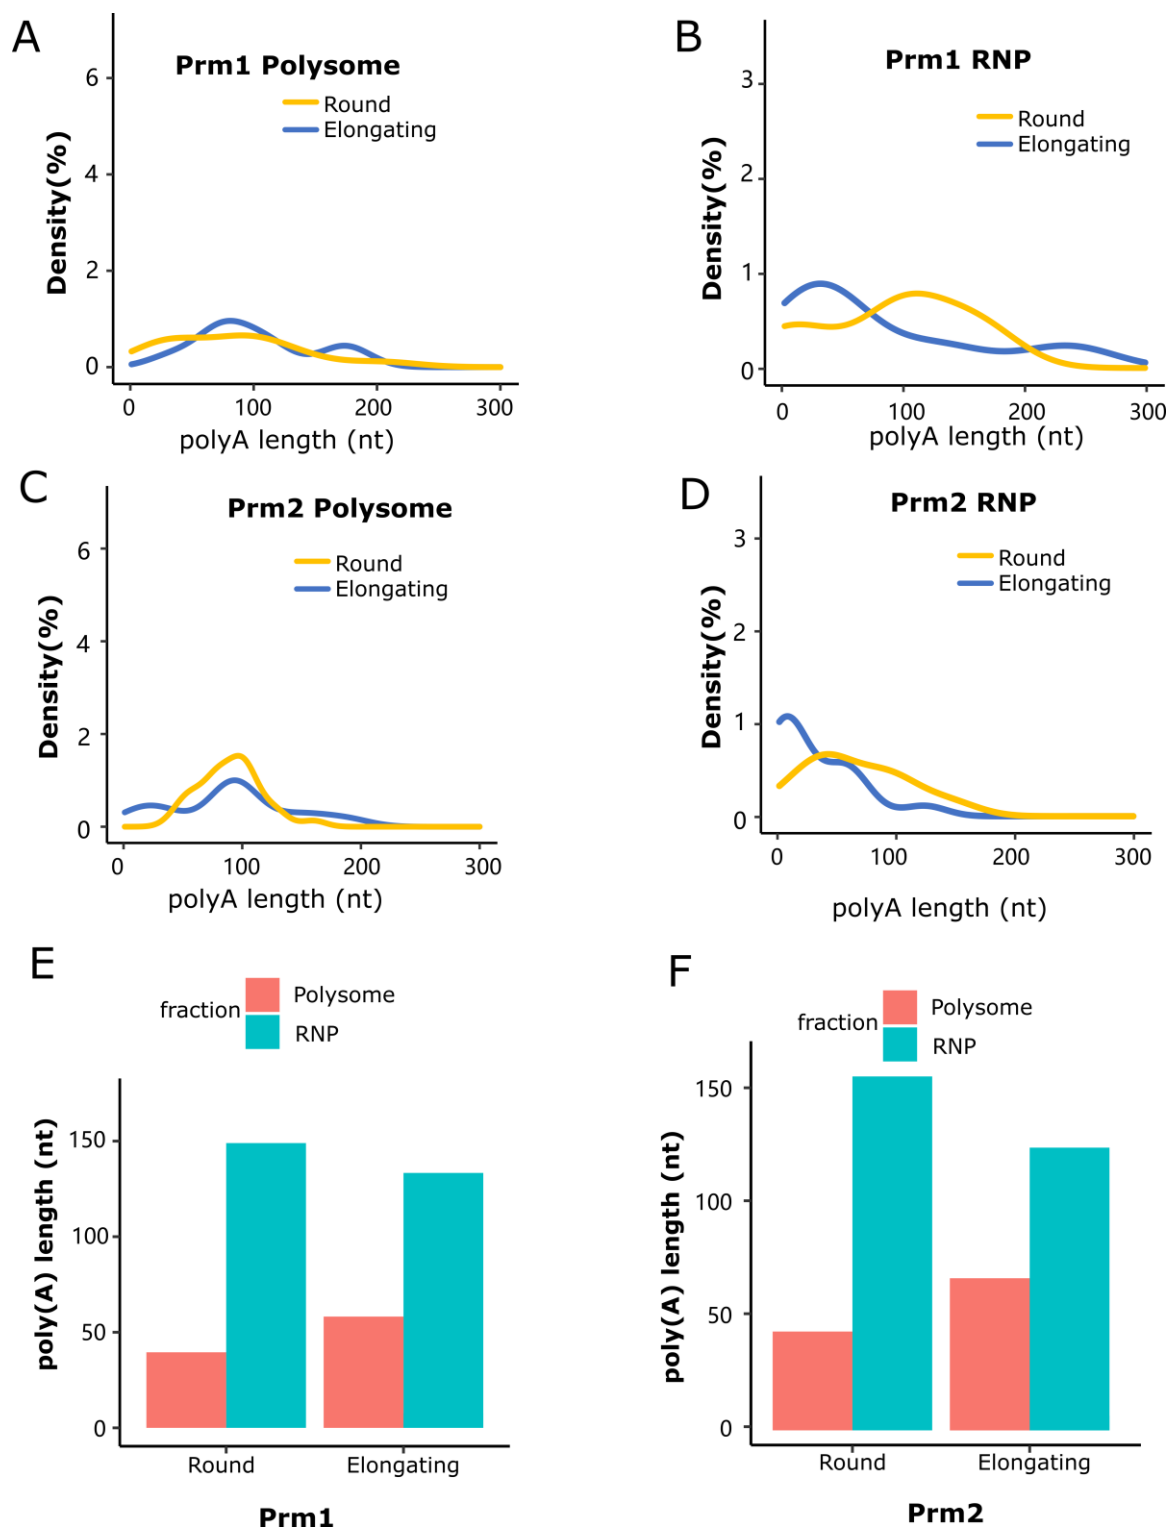 A
Prm1 Polysome
Round
Elongating
Density(%)
6
4
2
0
0 100 200 300
polyA length (nt)
B
Prm1 RNP
Round
Elongating
Density(%)
3
2
1
0
0 100 200 300
polyA length (nt)
C
Prm2 Polysome
Round
Elongating
Density(%)
6
4
2
0
0 100 200 300
polyA length (nt)
D
Prm2 RNP
Round
Elongating
Density(%)
3
2
1
0
0 100 200 300
polyA length (nt)
E
fraction
Polysome
RNP
poly(A) length (nt)
150
100
50
0
Round Elongating
Prm1
F
fraction
Polysome
RNP
poly(A) length (nt)
150
100
50
0
Round Elongating
Prm2